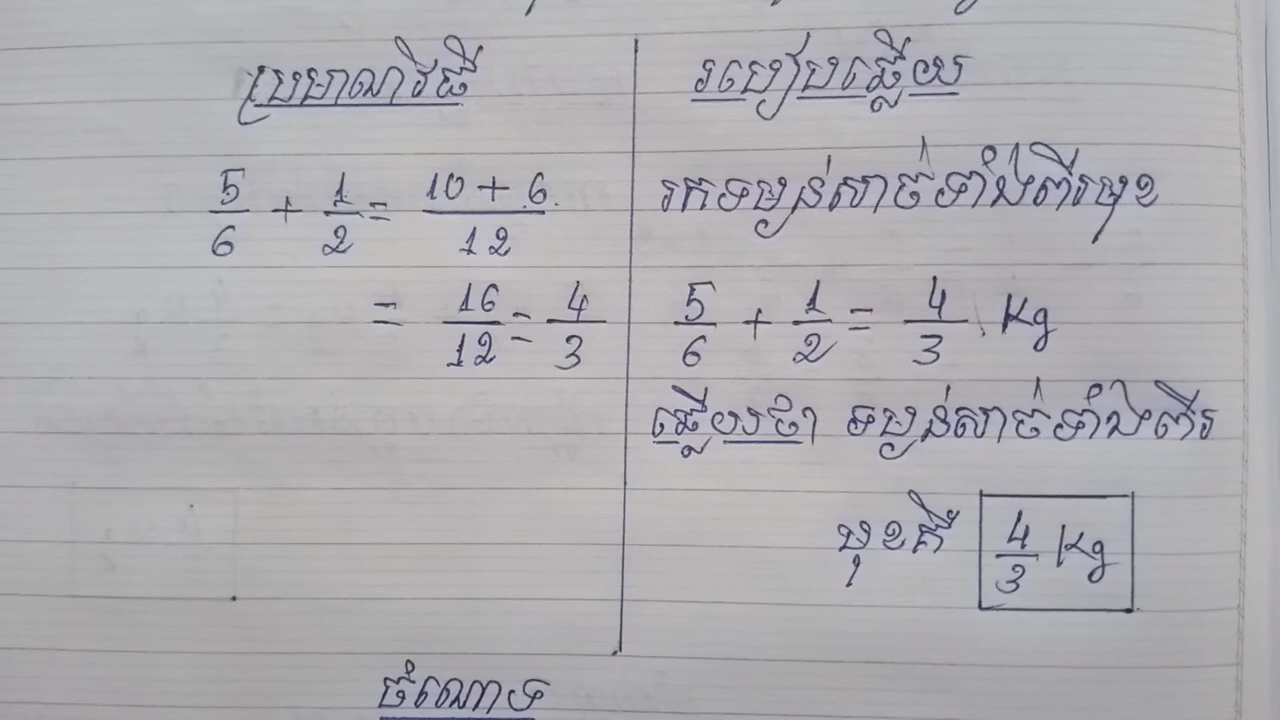 ប្រមាណវិធី
5/6 + 1/2 = (10 + 6)/12
= 16/12 = 4/3
របៀបឆ្លើយ
រកទម្ងន់សាច់ទាំងពីរមុខ
5/6 + 1/2 = 4/3 Kg
ឆ្លើយថា ទម្ងន់សាច់ទាំងពីរ
មុខគឺ 4/3 Kg
ចំណោទ